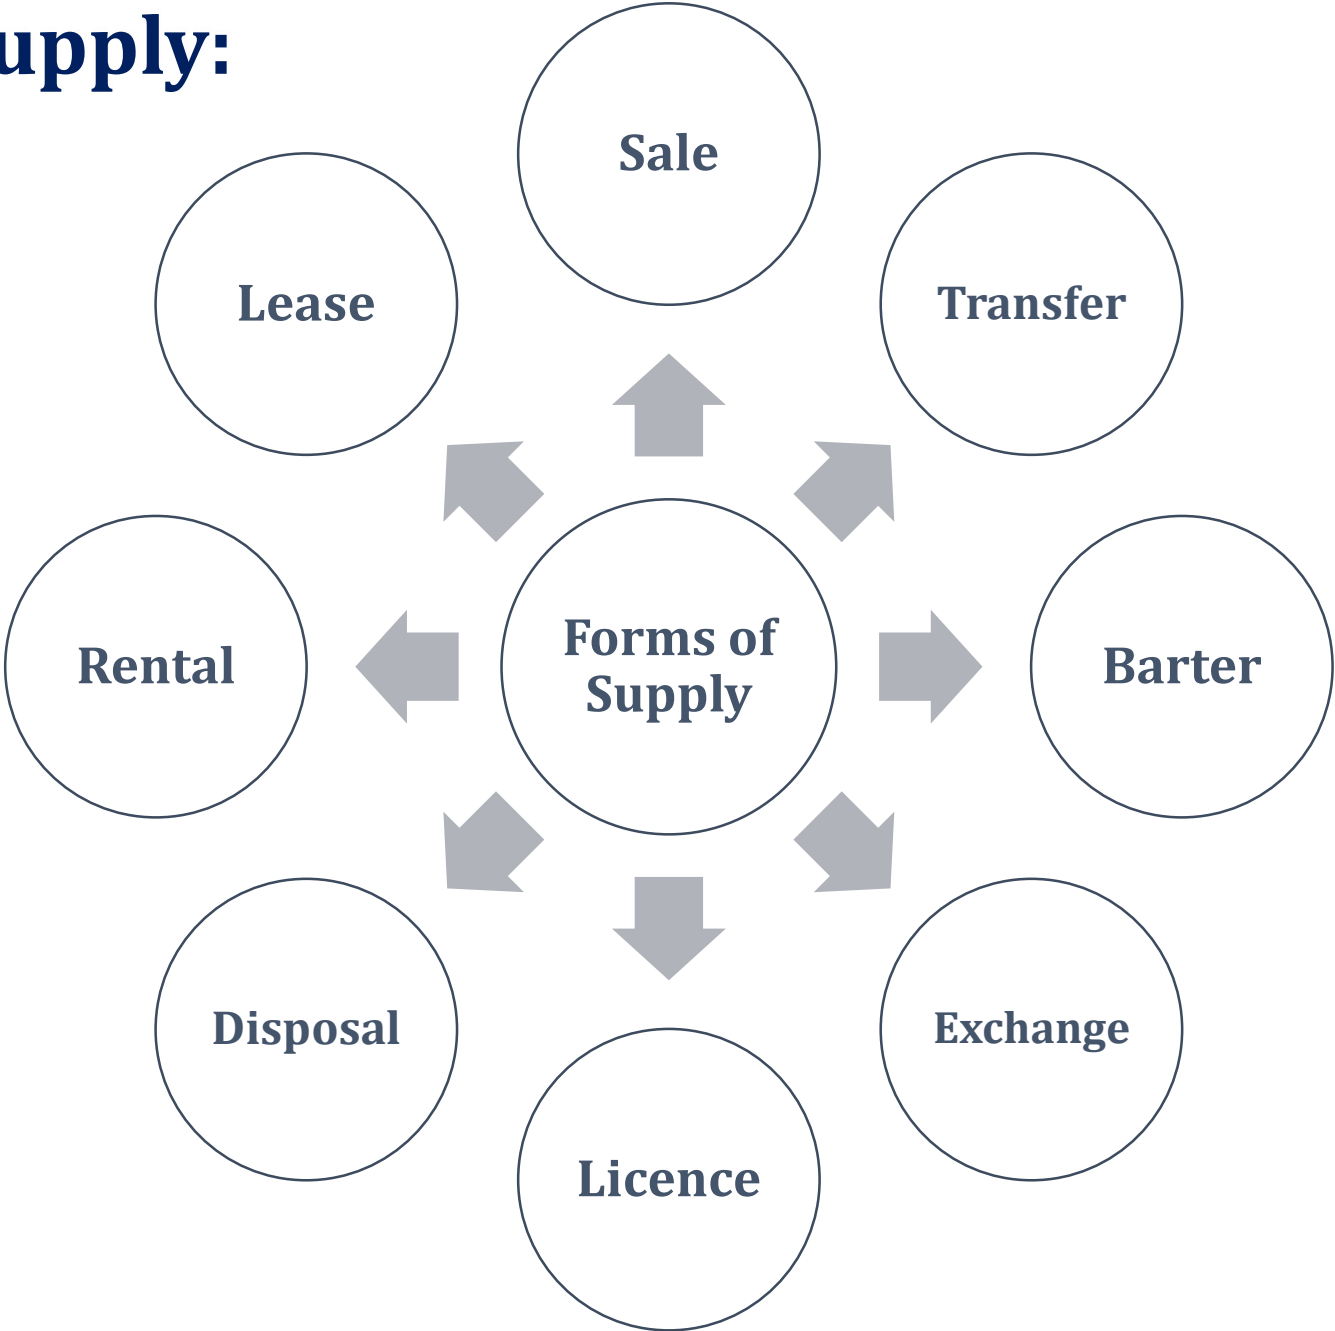 upply:
Sale
Lease
Transfer
Rental
Forms of
Supply
Barter
Disposal
Exchange
Licence